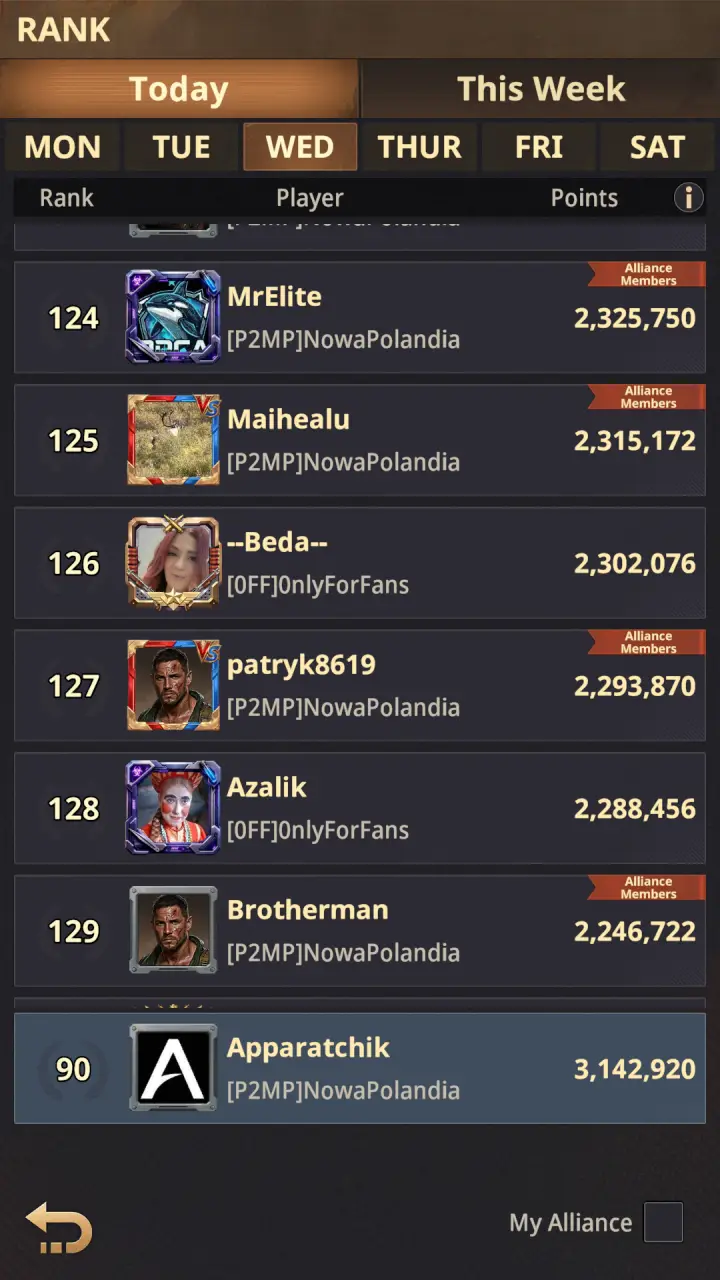 RANK
Today
This Week
MON
TUE
WED
THUR
FRI
SAT
Rank
Player
Points
Alliance
Members
124
MrElite
[P2MP]NowaPolandia
2,325,750
Alliance
Members
125
VS
Maihealu
[P2MP]NowaPolandia
2,315,172
126
--Beda--
[0FF]0nlyForFans
2,302,076
Alliance
Members
127
VS
patryk8619
[P2MP]NowaPolandia
2,293,870
128
Azalik
[0FF]0nlyForFans
2,288,456
Alliance
Members
129
Brotherman
[P2MP]NowaPolandia
2,246,722
90
A
Apparatchik
[P2MP]NowaPolandia
3,142,920
My Alliance